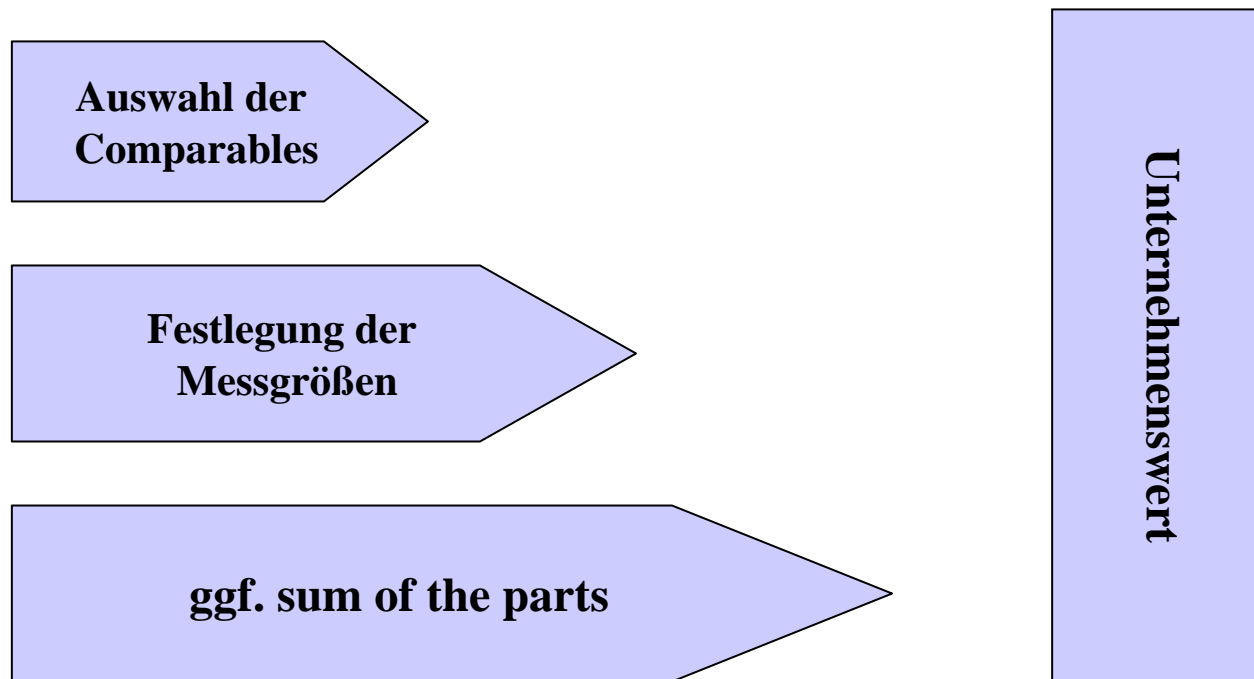 Auswahl der
Comparables
Festlegung der
Messgrößen
ggf. sum of the parts
Unternehmenswert